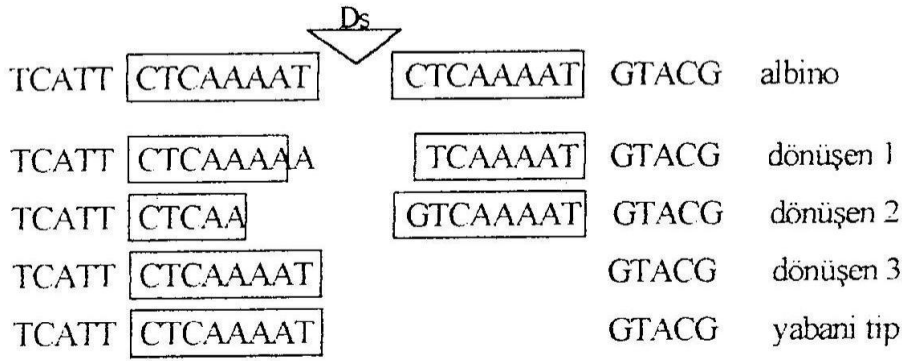 Ds
TCATT CTCAAAAT CTCAAAAT GTACG albino
TCATT CTCAAAAA TCAAAAT GTACG dönüşen 1
TCATT CTCAA GTCAAAAT GTACG dönüşen 2
TCATT CTCAAAAT GTACG dönüşen 3
TCATT CTCAAAAT GTACG yabani tip